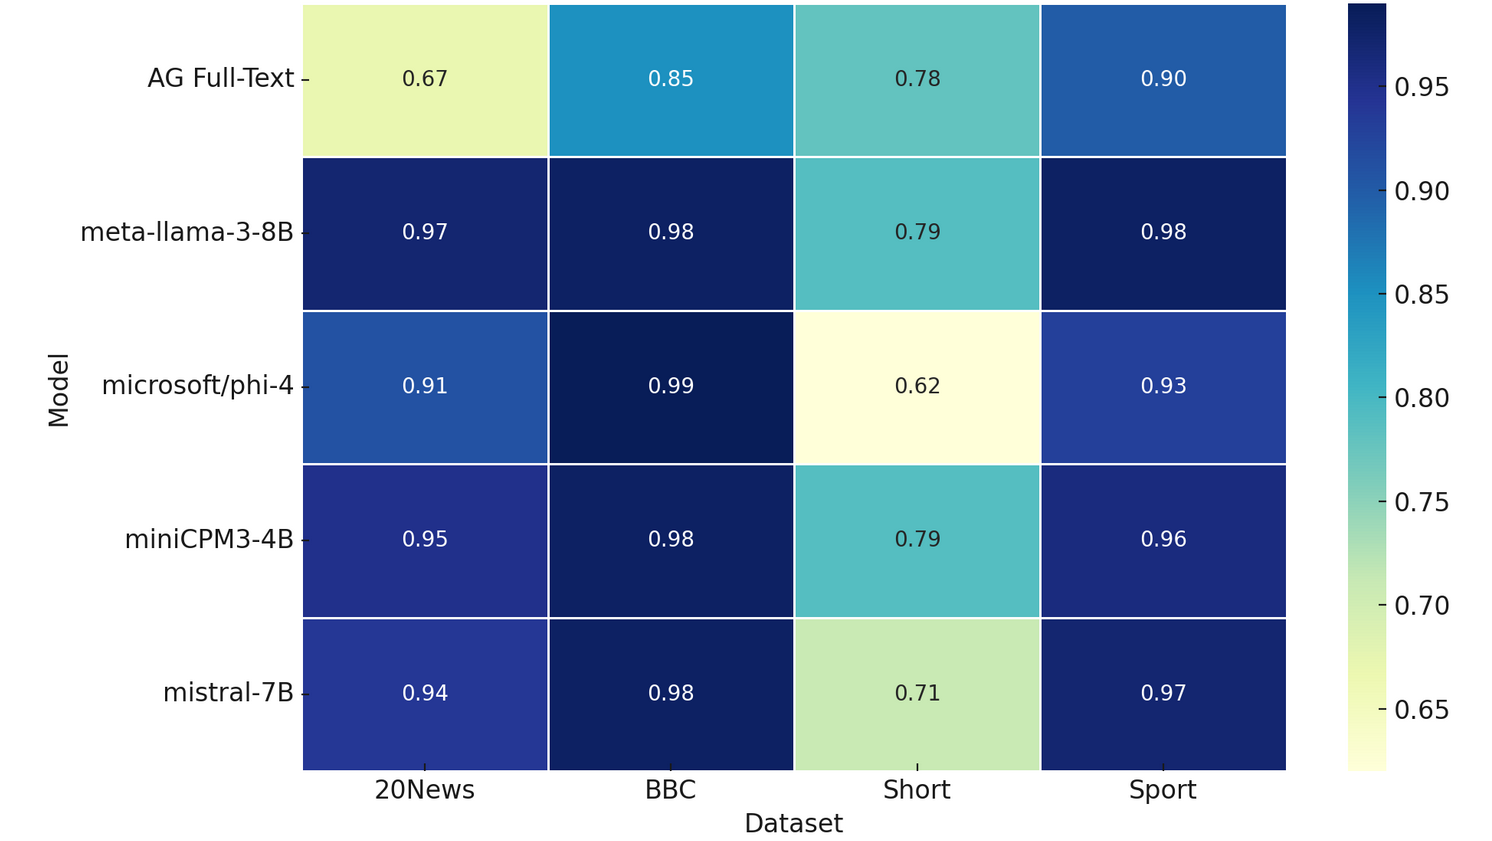 AG Full-Text 0.67 0.85 0.78 0.90
meta-llama-3-8B 0.97 0.98 0.79 0.98
microsoft/phi-4 0.91 0.99 0.62 0.93
miniCPM3-4B 0.95 0.98 0.79 0.96
mistral-7B 0.94 0.98 0.71 0.97
Model
20News BBC Short Sport
Dataset
0.95
0.90
0.85
0.80
0.75
0.70
0.65